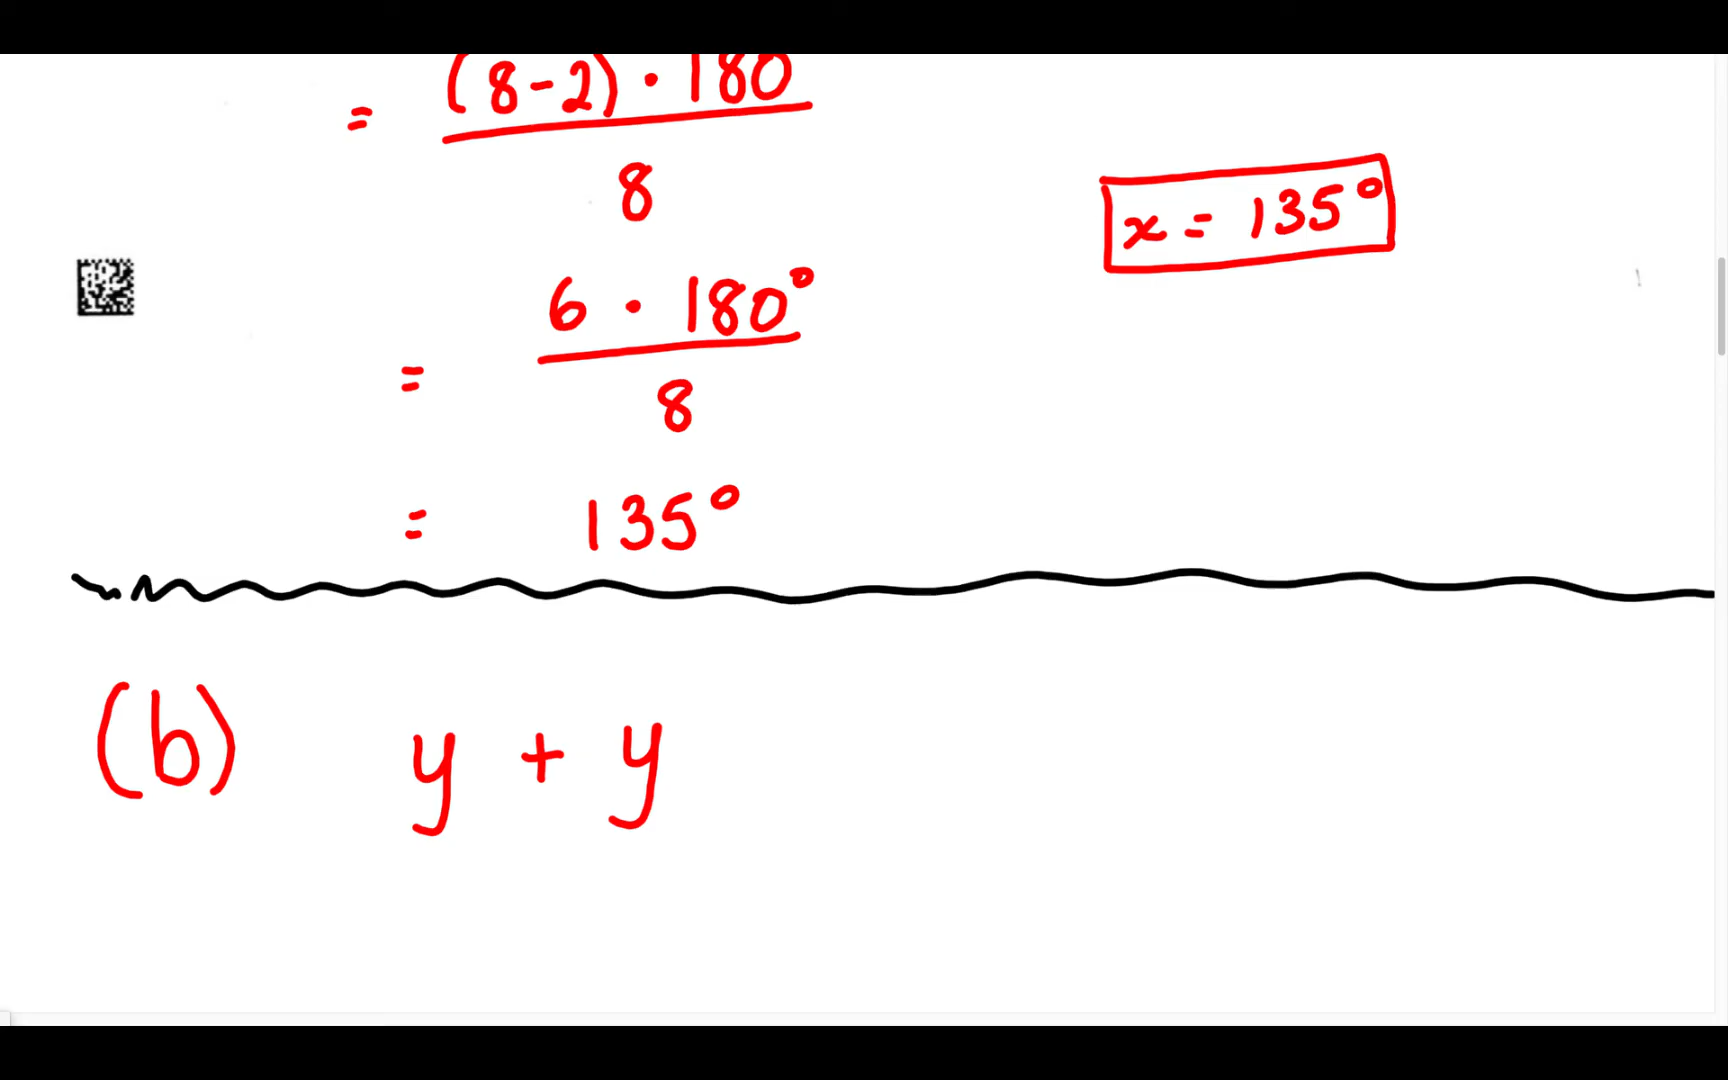 = (8-2) · 180
8
x = 135°
= 6 · 180°
8
= 135°
(b) y + y